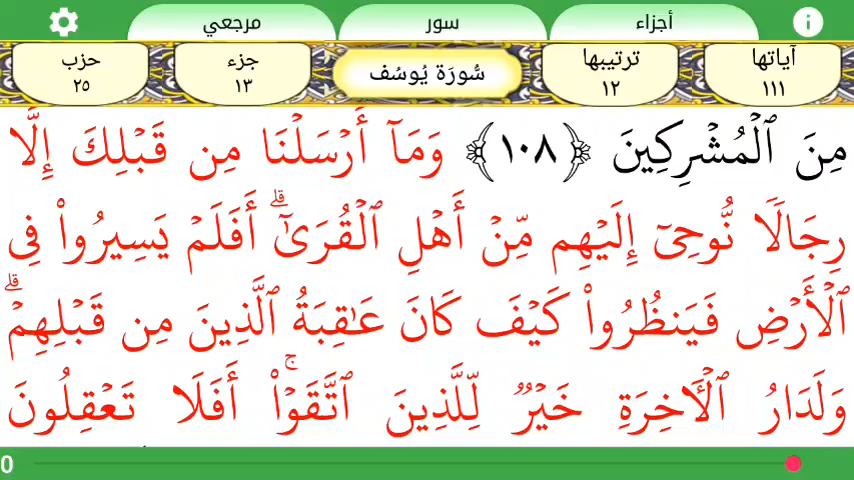 أجزاء سور مرجعي
آياتها ترتيبها سُّورَة يُوسُف جزء حزب
١١١ ١٢ ١٣ ٢٥
مِنَ ٱلْمُشْرِكِينَ ﴿١٠٨﴾ وَمَآ أَرْسَلْنَا مِن قَبْلِكَ إِلَّا
رِجَالًا نُّوحِىٓ إِلَيْهِم مِّنْ أَهْلِ ٱلْقُرَىٰٓ ۗ أَفَلَمْ يَسِيرُوا۟ فِى
ٱلْأَرْضِ فَيَنظُرُوا۟ كَيْفَ كَانَ عَـٰقِبَةُ ٱلَّذِينَ مِن قَبْلِهِمْ ۗ
وَلَدَارُ ٱلْـَٔاخِرَةِ خَيْرٌ لِّلَّذِينَ ٱتَّقَوْا۟ ۚ أَفَلَا تَعْقِلُونَ
0